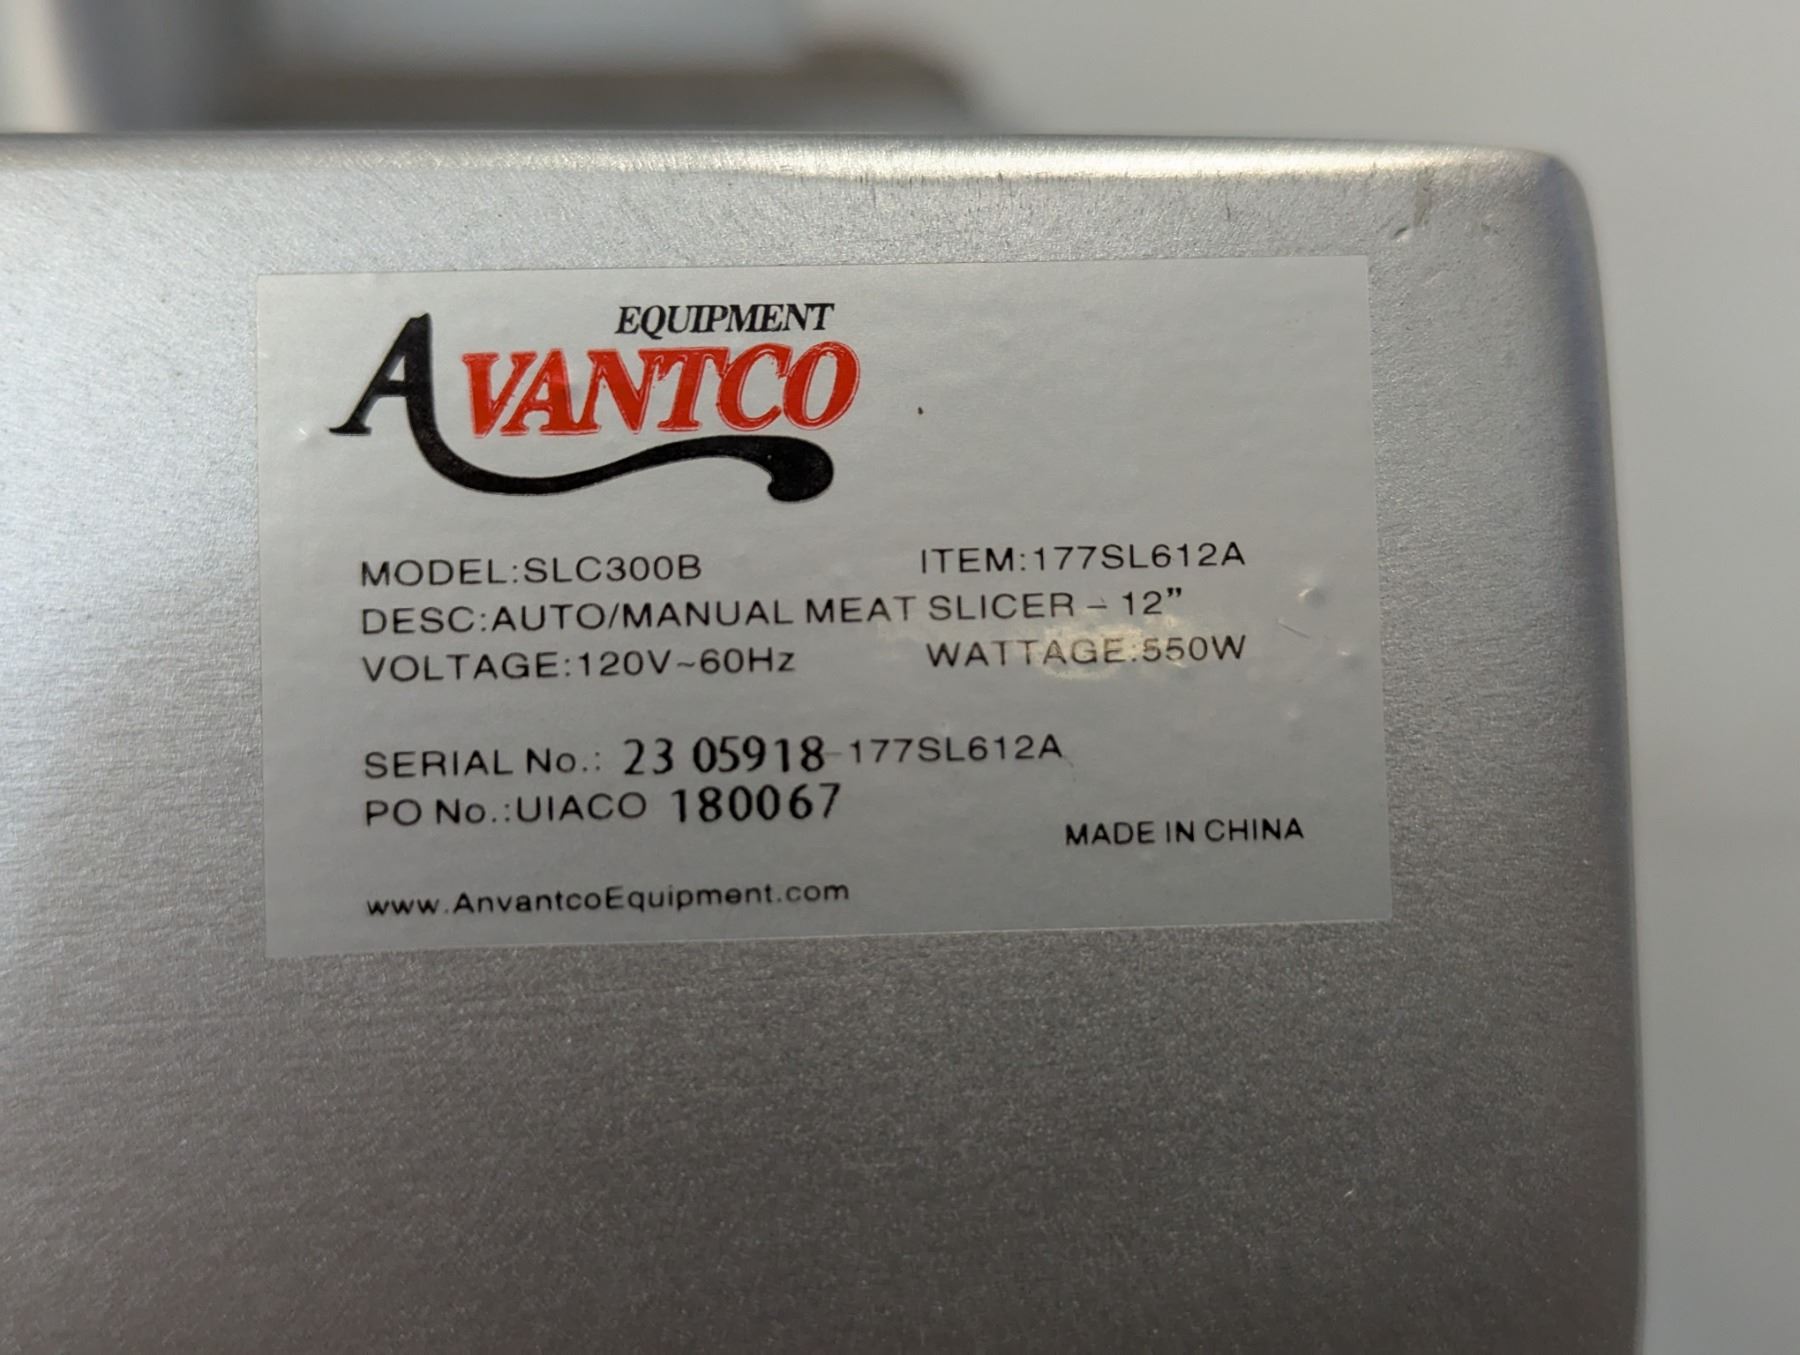 EQUIPMENT
AVANTCO
MODEL:SLC300B ITEM:177SL612A
DESC:AUTO/MANUAL MEAT SLICER – 12”
VOLTAGE:120V~60Hz WATTAGE:550W
SERIAL No.: 23 05918-177SL612A
PO No.:UIACO 180067
MADE IN CHINA
www.AnvantcoEquipment.com